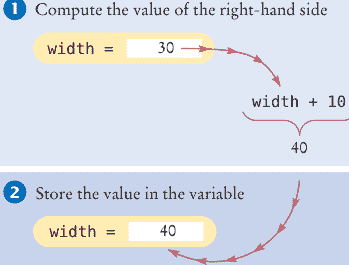 1 Compute the value of the right-hand side
width = 30
width + 10
40
2 Store the value in the variable
width = 40